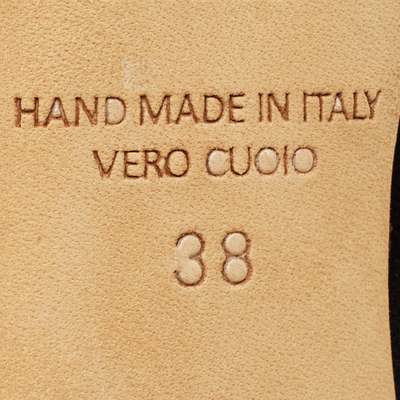 HAND MADE IN ITALY
VERO CUOIO
38